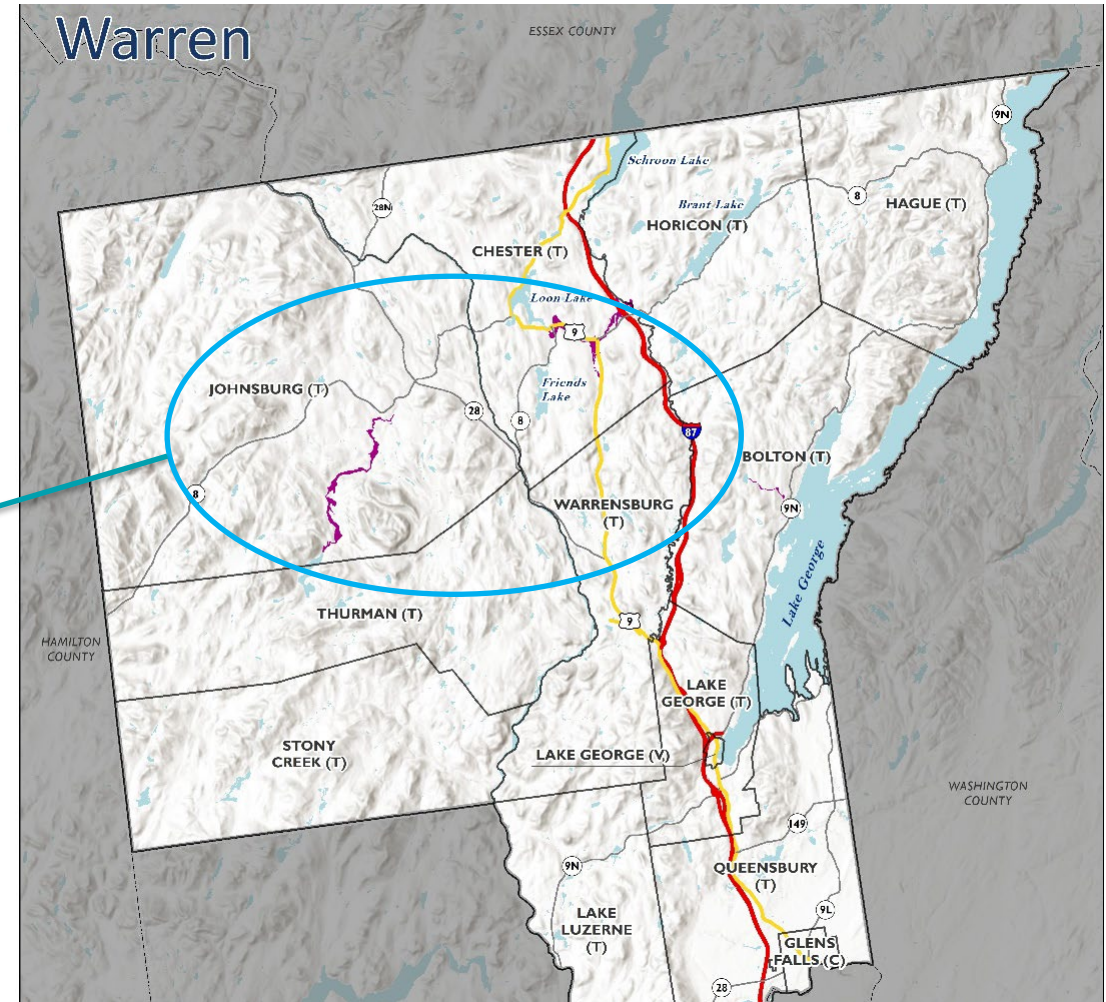 Warren
ESSEX COUNTY
9N
Schroon Lake
8
HAGUE (T)
28N
Brant Lake
HORICON (T)
CHESTER (T)
Loon Lake
9
JOHNSBURG (T)
Friends
Lake
28
8
87
BOLTON (T)
8
WARRENSBURG
(T)
9N
Lake George
THURMAN (T)
9
HAMILTON
COUNTY
LAKE
GEORGE (T)
STONY
CREEK (T)
LAKE GEORGE (V)
WASHINGTON
COUNTY
149
9N
QUEENSBURY
(T)
9L
LAKE
LUZERNE
(T)
GLENS
FALLS (C)
28